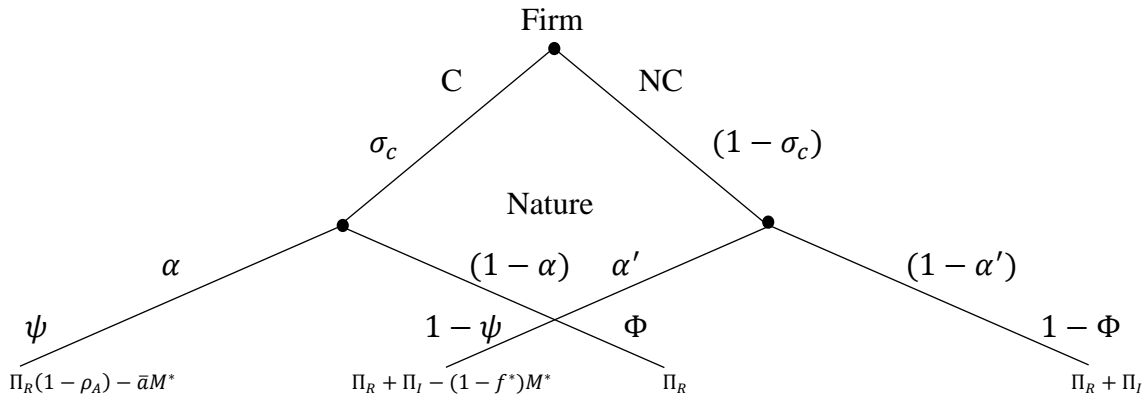 Firm
C NC
σ_c (1 − σ_c)
Nature
α (1 − α) α′ (1 − α′)
ψ 1 − ψ Φ 1 − Φ
Π_R(1 − ρ_A) − āM* Π_R + Π_I − (1 − f*)M* Π_R Π_R + Π_I